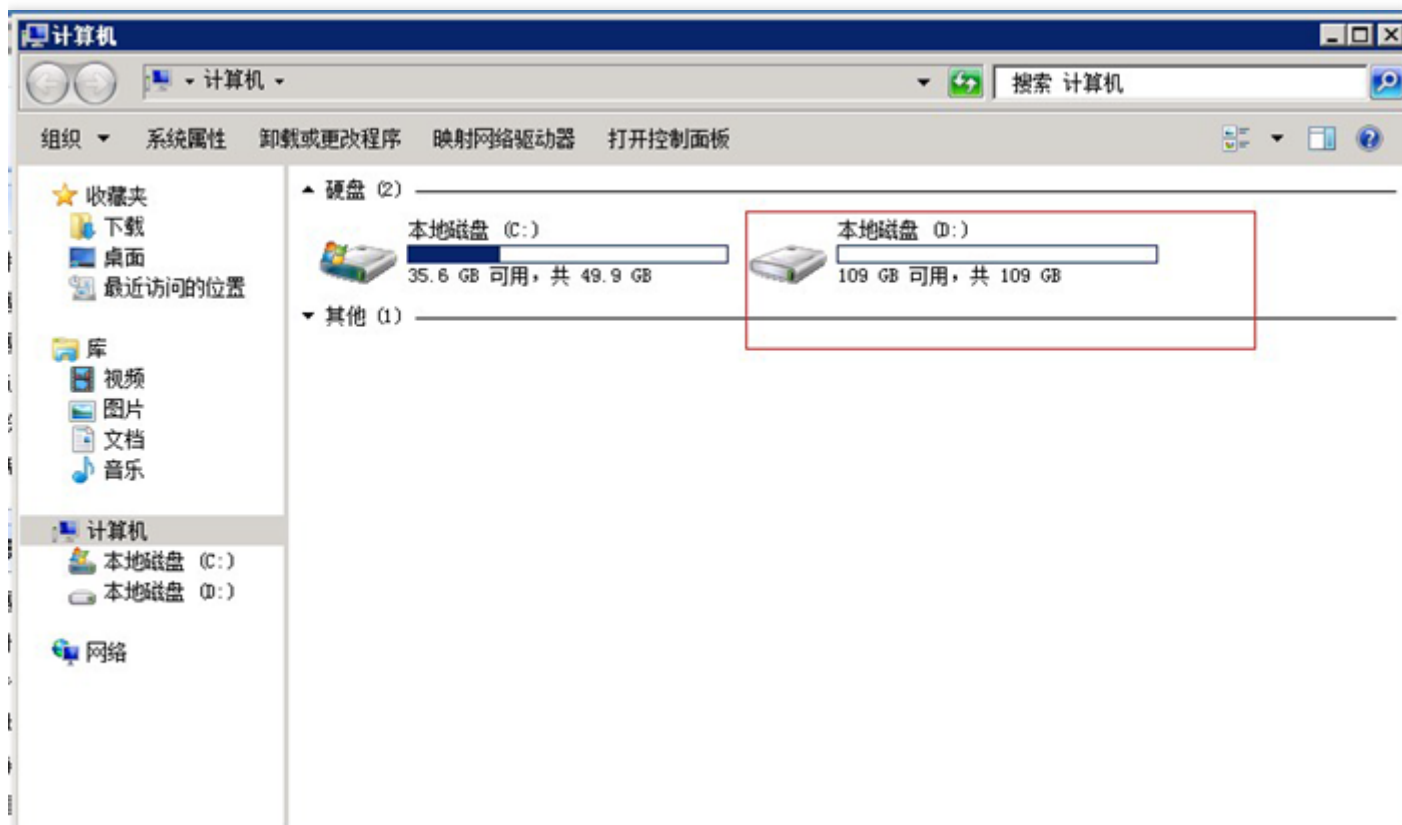 计算机
计算机
搜索 计算机
组织 系统属性 卸载或更改程序 映射网络驱动器 打开控制面板
收藏夹
下载
桌面
最近访问的位置
库
视频
图片
文档
音乐
计算机
本地磁盘 (C:)
本地磁盘 (D:)
网络
硬盘 (2)
本地磁盘 (C:)
35.6 GB 可用，共 49.9 GB
本地磁盘 (D:)
109 GB 可用，共 109 GB
其他 (1)